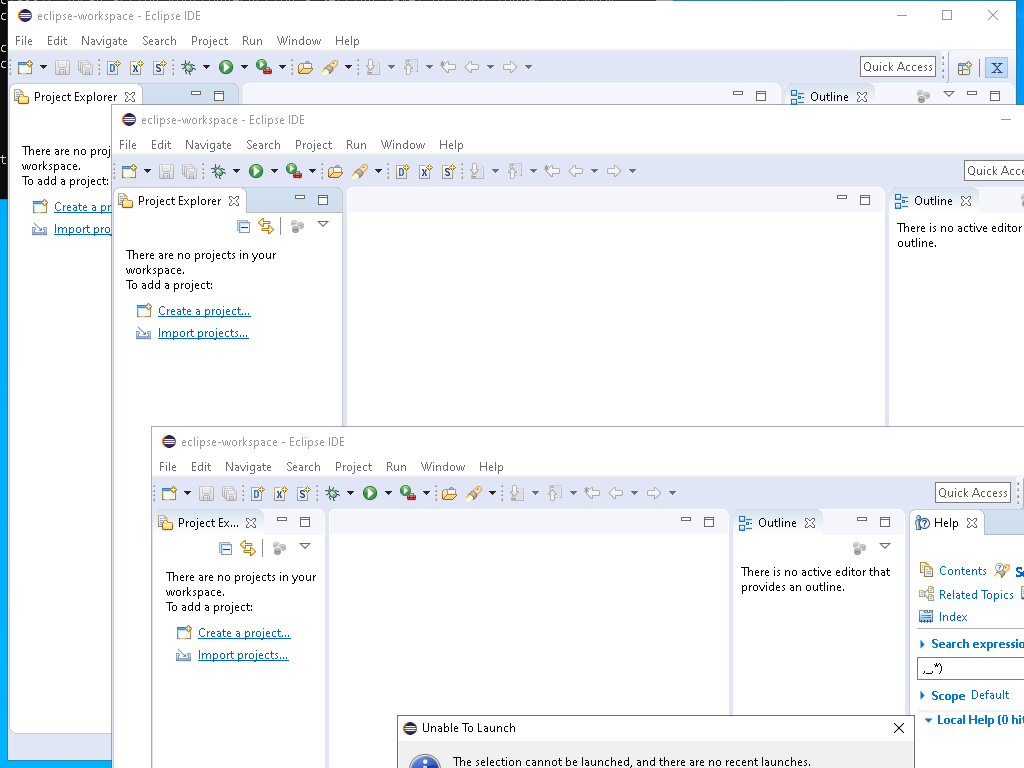 eclipse-workspace - Eclipse IDE
File Edit Navigate Search Project Run Window Help
Quick Access
Project Explorer
Outline
There are no proj
workspace.
To add a project:
Create a pr
Import pro
eclipse-workspace - Eclipse IDE
File Edit Navigate Search Project Run Window Help
Quick Acce
Project Explorer
Outline
There are no projects in your
workspace.
To add a project:
Create a project...
Import projects...
There is no active editor
outline.
eclipse-workspace - Eclipse IDE
File Edit Navigate Search Project Run Window Help
Quick Access
Project Ex...
Outline
Help
There are no projects in your
workspace.
To add a project:
Create a project...
Import projects...
There is no active editor that
provides an outline.
Contents
Related Topics
Index
Search expressio
,_*)
Scope Default
Local Help (0 hit
Unable To Launch
The selection cannot be launched, and there are no recent launches.